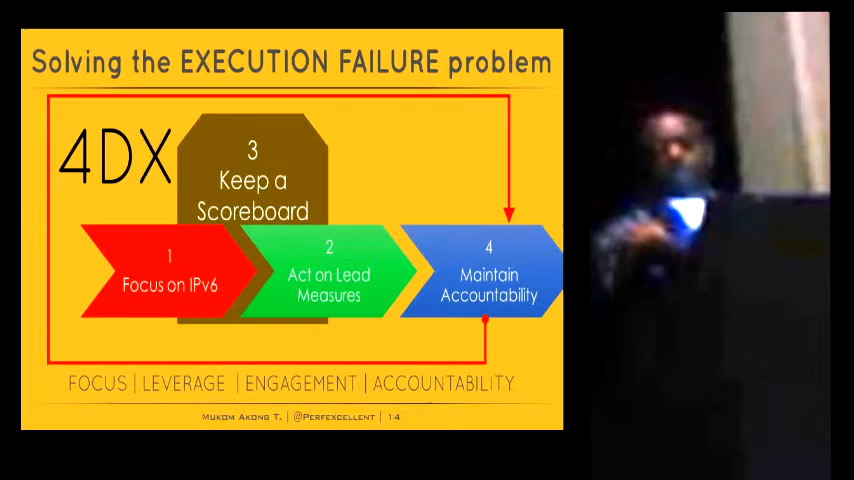 Solving the EXECUTION FAILURE problem
4DX
3
Keep a
Scoreboard
1
Focus on IPv6
2
Act on Lead
Measures
4
Maintain
Accountability
FOCUS | LEVERAGE | ENGAGEMENT | ACCOUNTABILITY
Mukom Akong T. | @Perfexcellent | 14